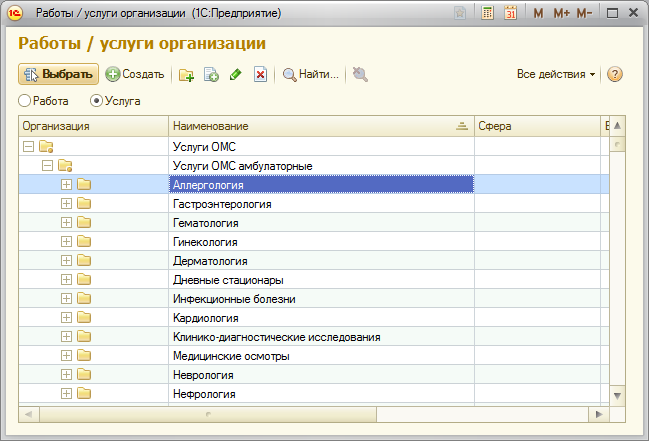 Работы / услуги организации (1С:Предприятие)
31 M M+ M-
Работы / услуги организации
Выбрать Создать Найти... Все действия ?
Работа Услуга
Организация Наименование Сфера
Услуги ОМС
Услуги ОМС амбулаторные
Аллергология
Гастроэнтерология
Гематология
Гинекология
Дерматология
Дневные стационары
Инфекционные болезни
Кардиология
Клинико-диагностические исследования
Медицинские осмотры
Неврология
Нефрология